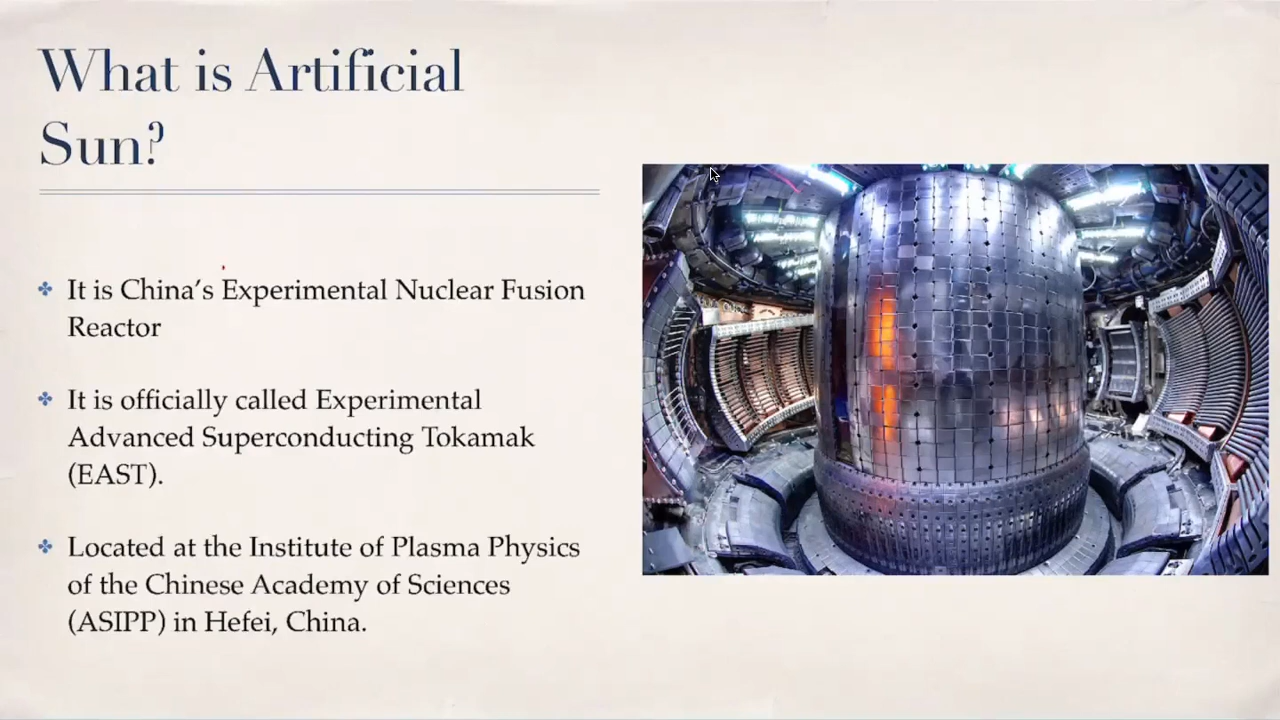 What is Artificial
Sun?
It is China's Experimental Nuclear Fusion
Reactor
It is officially called Experimental
Advanced Superconducting Tokamak
(EAST).
Located at the Institute of Plasma Physics
of the Chinese Academy of Sciences
(ASIPP) in Hefei, China.